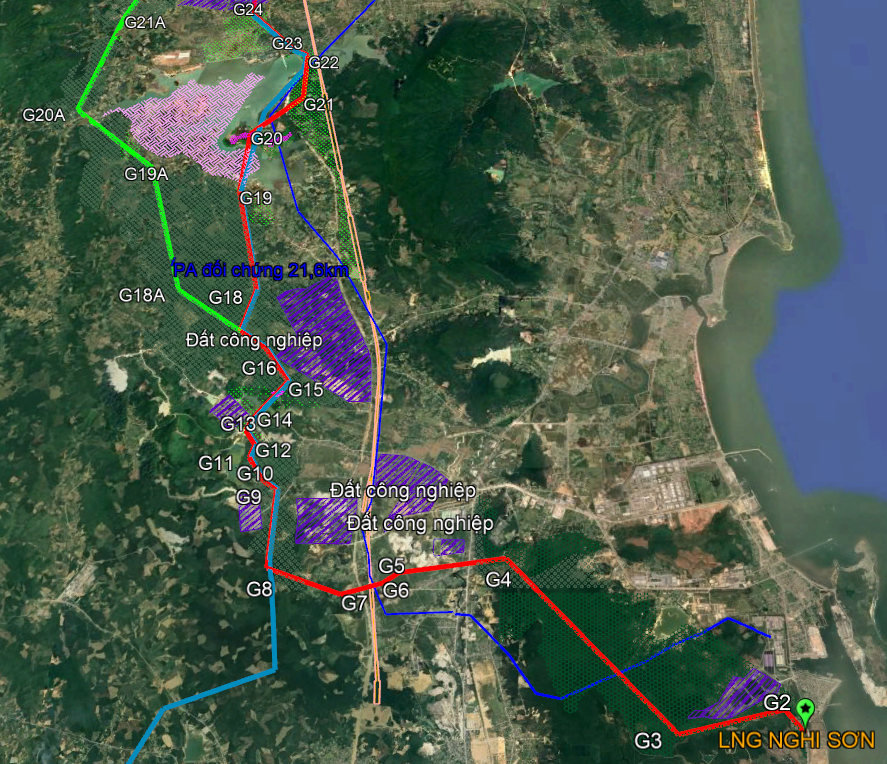 G24
G21A
G23
G22
G21
G20A
G20
G19A
G19
PA đối chứng 21,6km
G18A
G18
Đất công nghiệp
G16
G15
G13
G14
G12
G11
G10
G9
Đất công nghiệp
Đất công nghiệp
G5
G4
G8
G7
G6
G2
G3
LNG NGHI SƠN